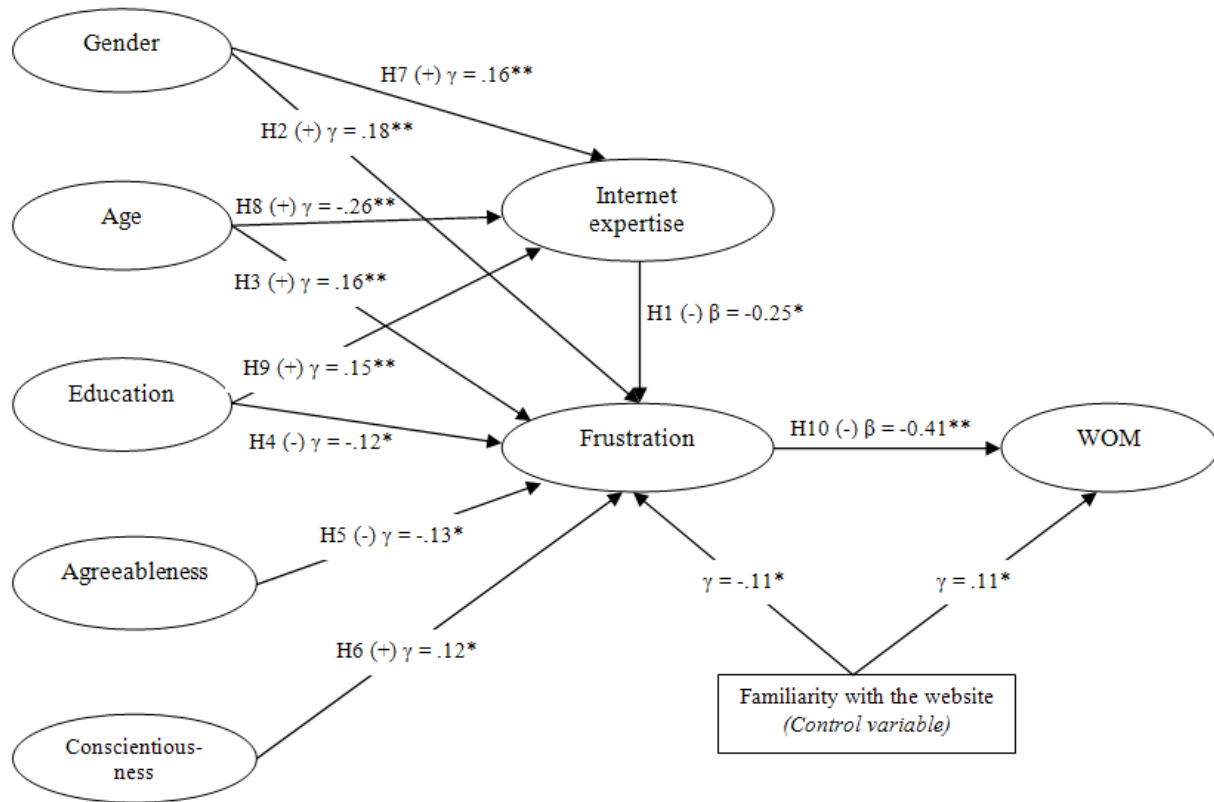 Gender
H7 (+) γ = .16**
H2 (+) γ = .18**
Internet
expertise
Age
H8 (+) γ = -.26**
H3 (+) γ = .16**
H1 (-) β = -0.25*
Education
H9 (+) γ = .15**
H4 (-) γ = -.12*
Frustration
H10 (-) β = -0.41**
WOM
H5 (-) γ = -.13*
Agreeableness
γ = -.11*
γ = .11*
H6 (+) γ = .12*
Familiarity with the website
(Control variable)
Conscientious-
ness